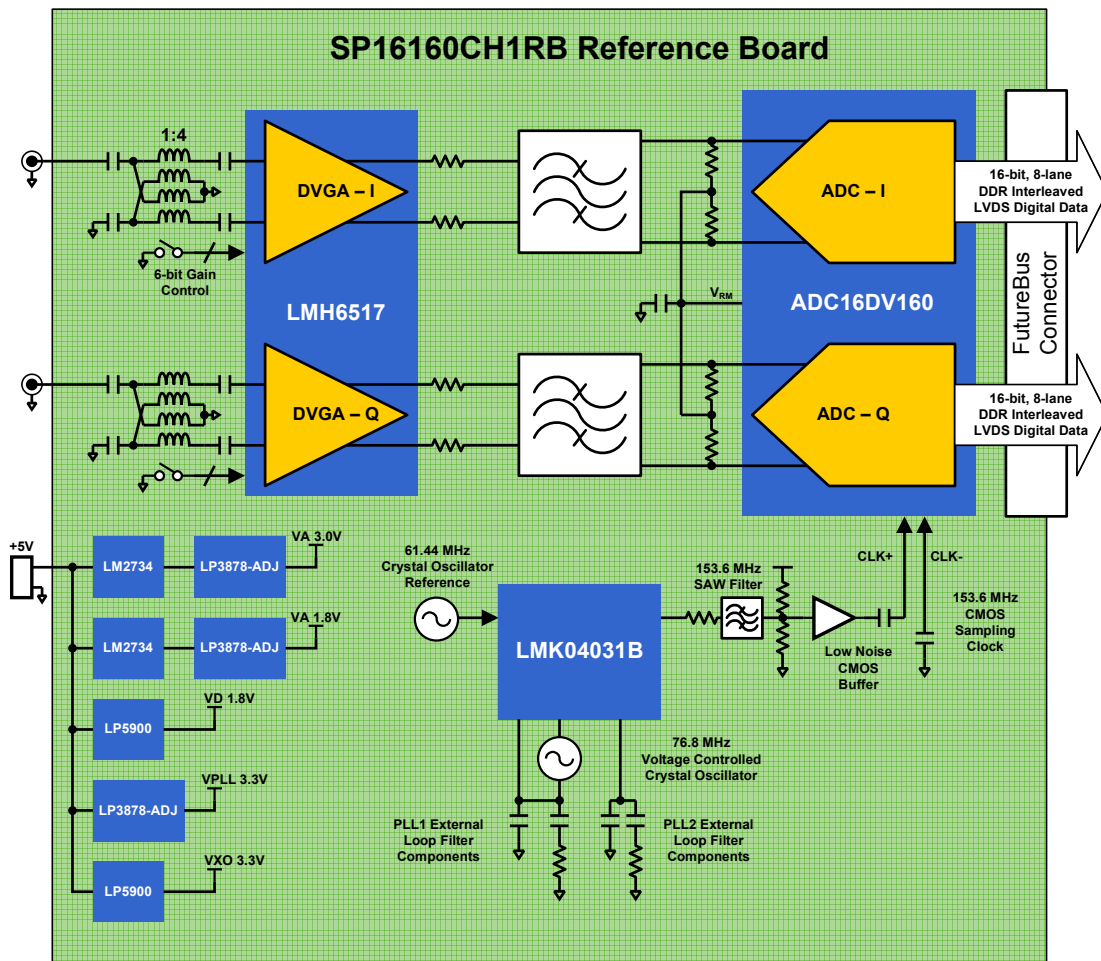 SP16160CH1RB Reference Board
1:4
DVGA – I
6-bit Gain
Control
LMH6517
DVGA – Q
VRM
ADC – I
ADC16DV160
ADC – Q
16-bit, 8-lane
DDR Interleaved
LVDS Digital Data
16-bit, 8-lane
DDR Interleaved
LVDS Digital Data
FutureBus
Connector
+5V
LM2734
LP3878-ADJ
VA 3.0V
LM2734
LP3878-ADJ
VA 1.8V
LP5900
VD 1.8V
LP3878-ADJ
VPLL 3.3V
LP5900
VXO 3.3V
61.44 MHz
Crystal Oscillator
Reference
LMK04031B
153.6 MHz
SAW Filter
Low Noise
CMOS
Buffer
CLK+
CLK-
153.6 MHz
CMOS
Sampling
Clock
76.8 MHz
Voltage Controlled
Crystal Oscillator
PLL1 External
Loop Filter
Components
PLL2 External
Loop Filter
Components